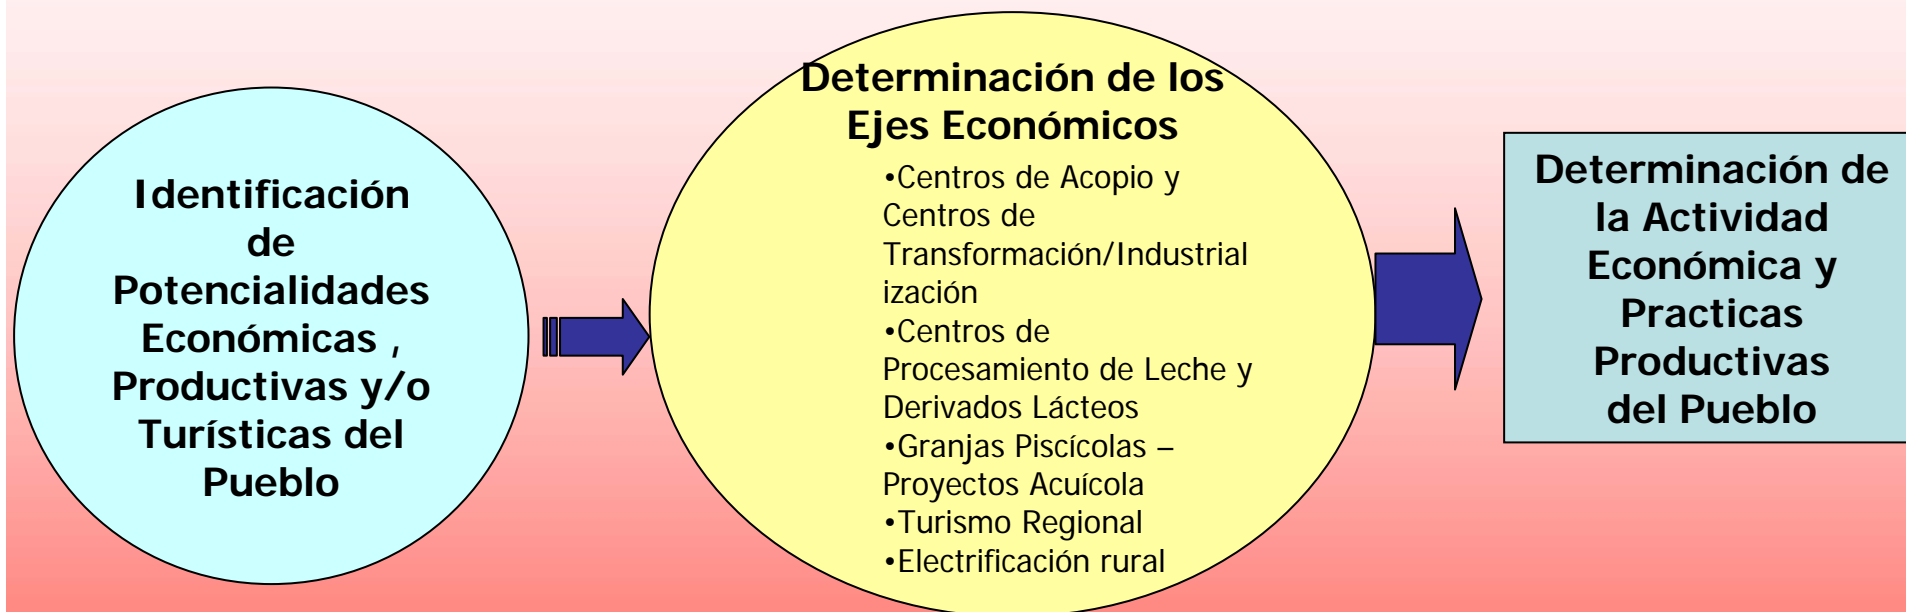 Identificación
de
Potencialidades
Económicas ,
Productivas y/o
Turísticas del
Pueblo
Determinación de los
Ejes Económicos
•Centros de Acopio y
Centros de
Transformación/Industrial
ización
•Centros de
Procesamiento de Leche y
Derivados Lácteos
•Granjas Piscícolas –
Proyectos Acuícola
•Turismo Regional
•Electrificación rural
Determinación de
la Actividad
Económica y
Practicas
Productivas
del Pueblo